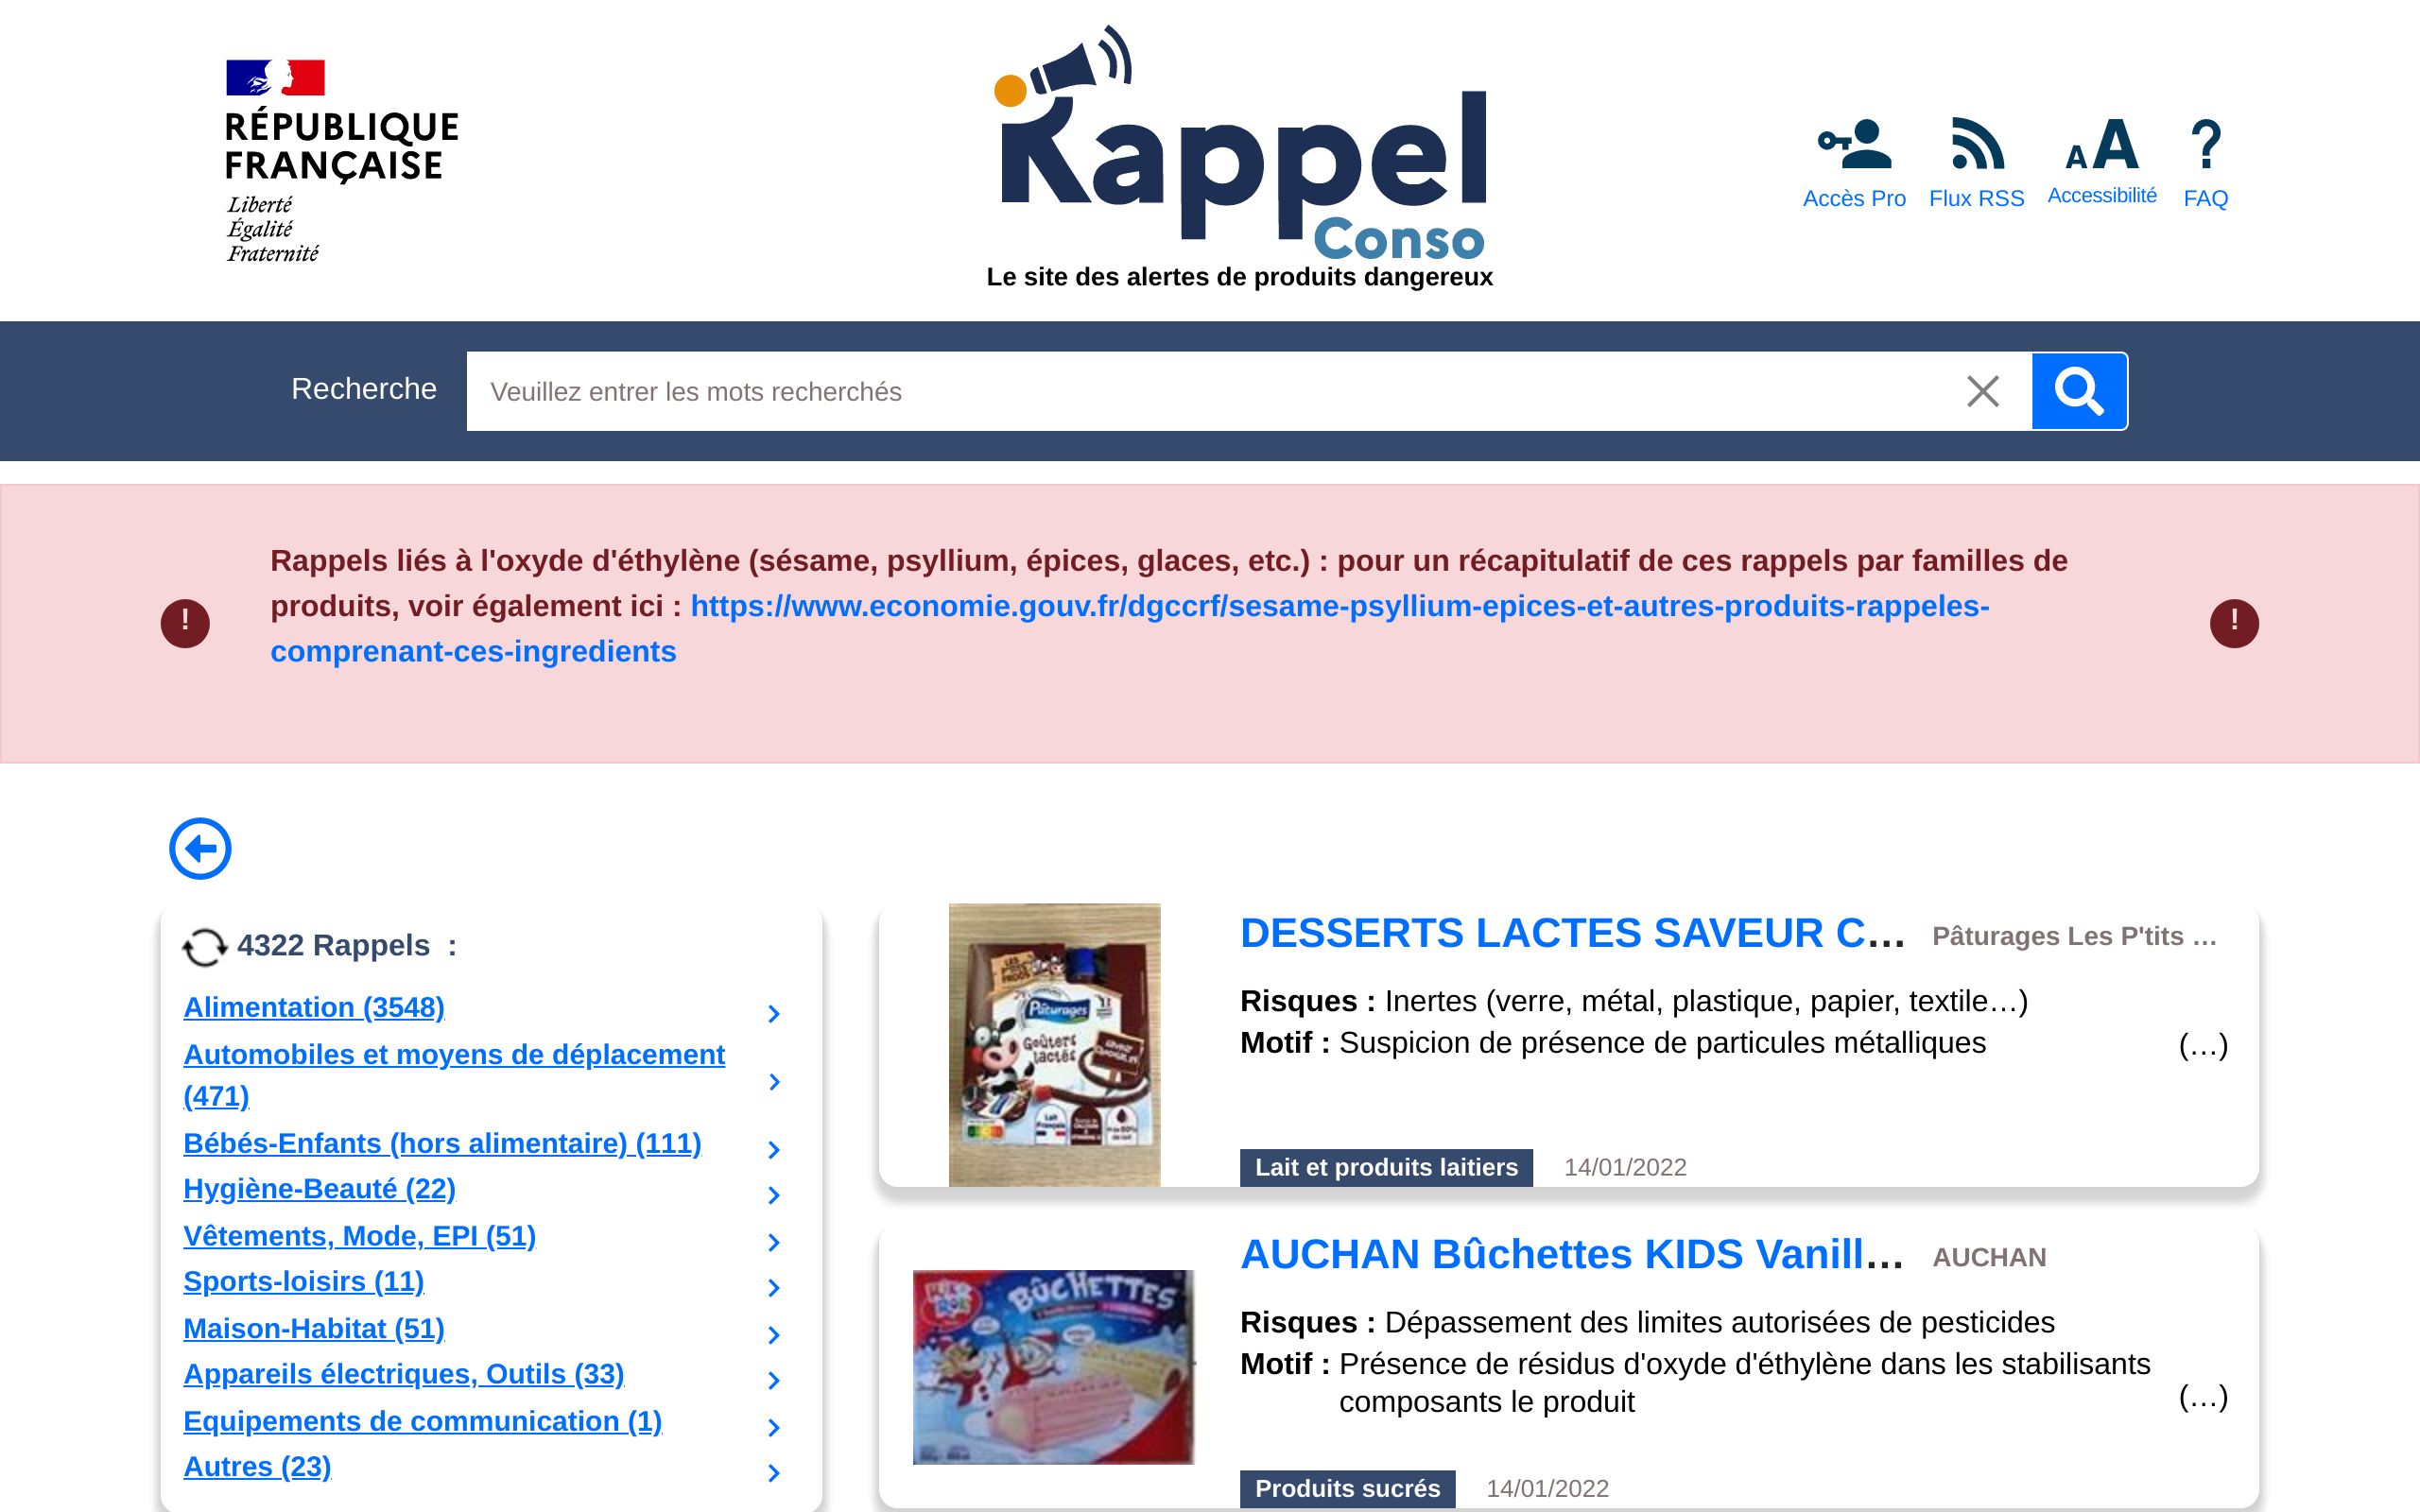 RÉPUBLIQUE
FRANÇAISE
Liberté
Égalité
Fraternité
Rappel
Conso
Le site des alertes de produits dangereux
Accès Pro
Flux RSS
AA
Accessibilité
?
FAQ
Recherche
Veuillez entrer les mots recherchés
Rappels liés à l'oxyde d'éthylène (sésame, psyllium, épices, glaces, etc.) : pour un récapitulatif de ces rappels par familles de
produits, voir également ici : https://www.economie.gouv.fr/dgccrf/sesame-psyllium-epices-et-autres-produits-rappeles-
comprenant-ces-ingredients
!
!
4322 Rappels :
Alimentation (3548)
Automobiles et moyens de déplacement
(471)
Bébés-Enfants (hors alimentaire) (111)
Hygiène-Beauté (22)
Vêtements, Mode, EPI (51)
Sports-loisirs (11)
Maison-Habitat (51)
Appareils électriques, Outils (33)
Equipements de communication (1)
Autres (23)
Pâturages
Goûters
lactés
DESSERTS LACTES SAVEUR C… Pâturages Les P'tits …
Risques : Inertes (verre, métal, plastique, papier, textile…)
Motif : Suspicion de présence de particules métalliques
(…)
Lait et produits laitiers 14/01/2022
BÛCHETTES
AUCHAN Bûchettes KIDS Vanill… AUCHAN
Risques : Dépassement des limites autorisées de pesticides
Motif : Présence de résidus d'oxyde d'éthylène dans les stabilisants
composants le produit
(…)
Produits sucrés 14/01/2022